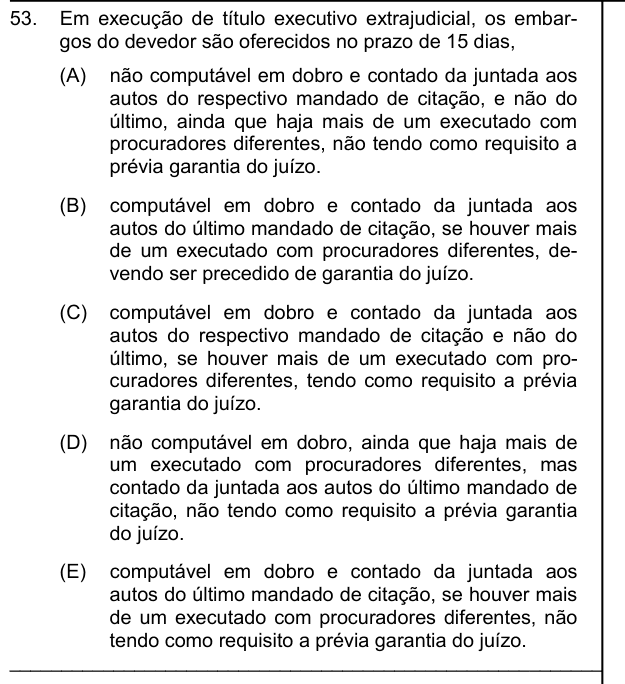 53. Em execução de título executivo extrajudicial, os embar-
gos do devedor são oferecidos no prazo de 15 dias,
(A) não computável em dobro e contado da juntada aos
autos do respectivo mandado de citação, e não do
último, ainda que haja mais de um executado com
procuradores diferentes, não tendo como requisito a
prévia garantia do juízo.
(B) computável em dobro e contado da juntada aos
autos do último mandado de citação, se houver mais
de um executado com procuradores diferentes, de-
vendo ser precedido de garantia do juízo.
(C) computável em dobro e contado da juntada aos
autos do respectivo mandado de citação e não do
último, se houver mais de um executado com pro-
curadores diferentes, tendo como requisito a prévia
garantia do juízo.
(D) não computável em dobro, ainda que haja mais de
um executado com procuradores diferentes, mas
contado da juntada aos autos do último mandado de
citação, não tendo como requisito a prévia garantia
do juízo.
(E) computável em dobro e contado da juntada aos
autos do último mandado de citação, se houver mais
de um executado com procuradores diferentes, não
tendo como requisito a prévia garantia do juízo.